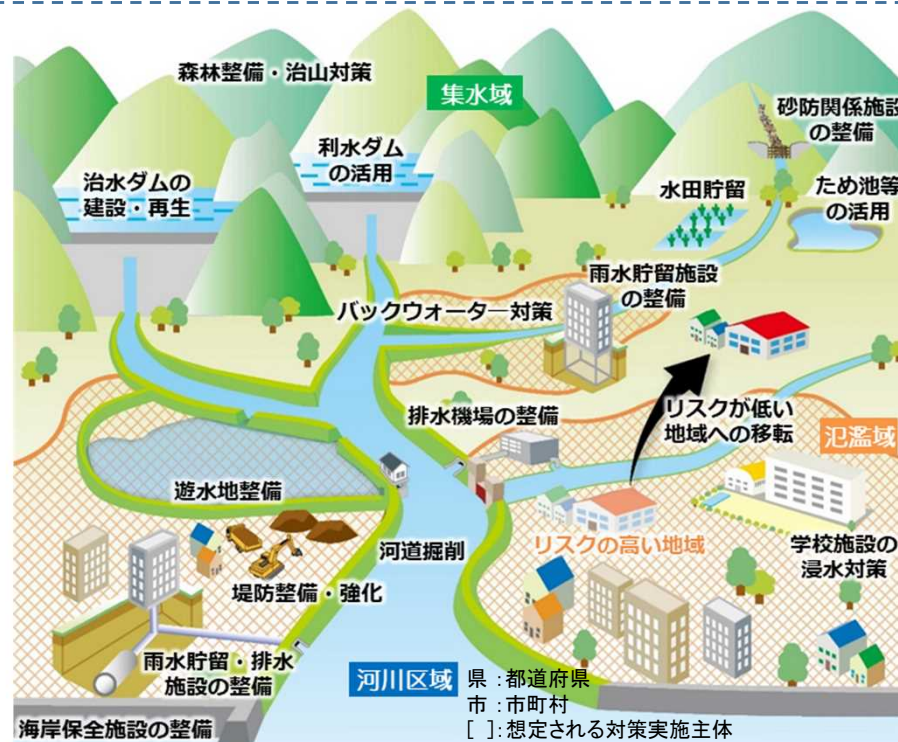 森林整備・治山対策
集水域
砂防関係施設
の整備
利水ダム
の活用
治水ダムの
建設・再生
水田貯留
ため池等
の活用
雨水貯留施設
の整備
バックウォーター対策
排水機場の整備
リスクが低い
地域への移転
氾濫域
遊水地整備
リスクの高い地域
河道掘削
学校施設の
浸水対策
堤防整備・強化
雨水貯留・排水
施設の整備
河川区域
県：都道府県
市：市町村
[ ]：想定される対策実施主体
海岸保全施設の整備